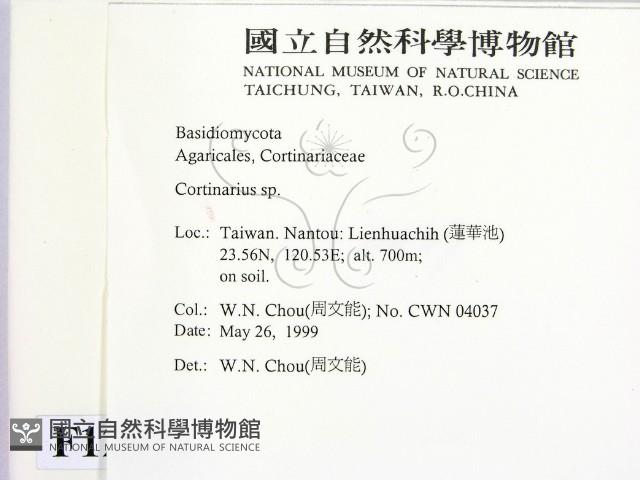 國立自然科學博物館
NATIONAL MUSEUM OF NATURAL SCIENCE
TAICHUNG, TAIWAN, R.O.CHINA
Basidiomycota
Agaricales, Cortinariaceae
Cortinarius sp.
Loc.: Taiwan. Nantou: Lienhuachih (蓮華池)
23.56N, 120.53E; alt. 700m;
on soil.
Col.: W.N. Chou(周文能); No. CWN 04037
Date: May 26, 1999
Det.: W.N. Chou(周文能)
國立自然科學博物館
NATIONAL MUSEUM OF NATURAL SCIENCE